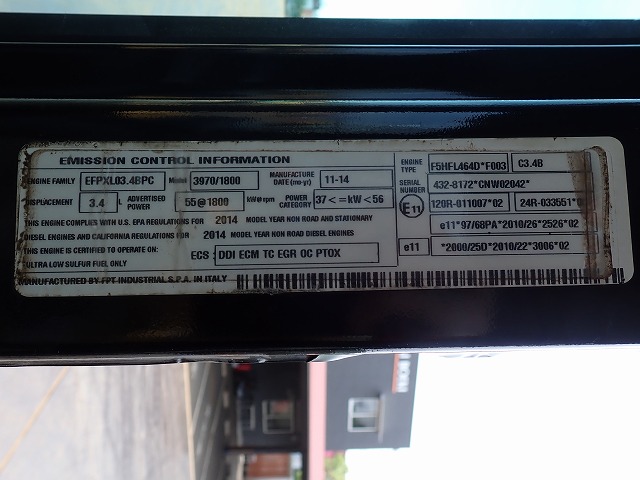 EMISSION CONTROL INFORMATION
ENGINE FAMILY EFPXL03.4BPC Model 3970/1800 MANUFACTURE DATE (mo-yr) 11-14
DISPLACEMENT 3.4 L ADVERTISED POWER 55@1800 kW@rpm POWER CATEGORY 37<=kW<56
THIS ENGINE COMPLIES WITH U.S. EPA REGULATIONS FOR 2014 MODEL YEAR NON ROAD AND STATIONARY
DIESEL ENGINES AND CALIFORNIA REGULATIONS FOR 2014 MODEL YEAR NON ROAD DIESEL ENGINES
THIS ENGINE IS CERTIFIED TO OPERATE ON:
ULTRA LOW SULFUR FUEL ONLY
ECS: DDI ECM TC EGR OC PTOX
MANUFACTURED BY FPT INDUSTRIAL S.P.A. IN ITALY
ENGINE TYPE F5HFL464D*F003 C3.4B
SERIAL NUMBER 432-8172*CNW02042*
E11 120R-011007*02 24R-033551*
e11*97/68PA*2010/26*2526*02
e11 *2000/25D*2010/22*3006*02